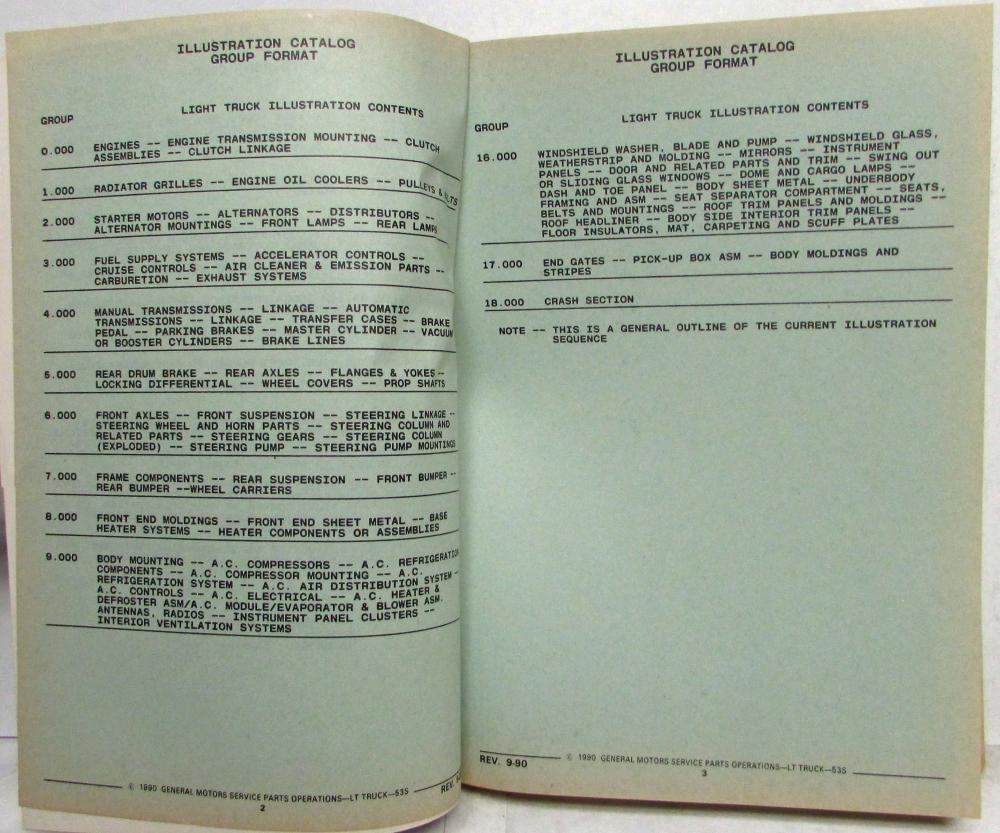 ILLUSTRATION CATALOG
GROUP FORMAT
GROUP LIGHT TRUCK ILLUSTRATION CONTENTS
0.000 ENGINES -- ENGINE TRANSMISSION MOUNTING -- CLUTCH
ASSEMBLIES -- CLUTCH LINKAGE
1.000 RADIATOR GRILLES -- ENGINE OIL COOLERS -- PULLEYS &
2.000 STARTER MOTORS -- ALTERNATORS -- DISTRIBUTORS --
ALTERNATOR MOUNTINGS -- FRONT LAMPS -- REAR LAMPS
3.000 FUEL SUPPLY SYSTEMS -- ACCELERATOR CONTROLS --
CRUISE CONTROLS -- AIR CLEANER & EMISSION PARTS --
CARBURETION -- EXHAUST SYSTEMS
4.000 MANUAL TRANSMISSIONS -- LINKAGE -- AUTOMATIC
TRANSMISSIONS -- LINKAGE -- TRANSFER CASES -- BRAKE
PEDAL -- PARKING BRAKES -- MASTER CYLINDER -- VACUUM
OR BOOSTER CYLINDERS -- BRAKE LINES
5.000 REAR DRUM BRAKE -- REAR AXLES -- FLANGES & YOKES --
LOCKING DIFFERENTIAL -- WHEEL COVERS -- PROP SHAFTS
6.000 FRONT AXLES -- FRONT SUSPENSION -- STEERING LINKAGE --
STEERING WHEEL AND HORN PARTS -- STEERING COLUMN AND
RELATED PARTS -- STEERING GEARS -- STEERING COLUMN
(EXPLODED) -- STEERING PUMP -- STEERING PUMP MOUNTINGS
7.000 FRAME COMPONENTS -- REAR SUSPENSION -- FRONT BUMPER --
REAR BUMPER --WHEEL CARRIERS
8.000 FRONT END MOLDINGS -- FRONT END SHEET METAL -- BASE
HEATER SYSTEMS -- HEATER COMPONENTS OR ASSEMBLIES
9.000 BODY MOUNTING -- A.C. COMPRESSORS -- A.C. REFRIGERATION
COMPONENTS -- A.C. COMPRESSOR MOUNTING -- A.C.
REFRIGERATION SYSTEM -- A.C. AIR DISTRIBUTION SYSTEM --
A.C. CONTROLS -- A.C. ELECTRICAL -- A.C. HEATER &
DEFROSTER ASM/A.C. MODULE/EVAPORATOR & BLOWER ASM.
ANTENNAS, RADIOS -- INSTRUMENT PANEL CLUSTERS --
INTERIOR VENTILATION SYSTEMS
© 1990 GENERAL MOTORS SERVICE PARTS OPERATIONS—LT TRUCK—53S
REV.
2
ILLUSTRATION CATALOG
GROUP FORMAT
GROUP LIGHT TRUCK ILLUSTRATION CONTENTS
16.000 WINDSHIELD WASHER, BLADE AND PUMP -- WINDSHIELD GLASS,
WEATHERSTRIP AND MOLDING -- MIRRORS -- INSTRUMENT
PANELS -- DOOR AND RELATED PARTS AND TRIM -- SWING OUT
OR SLIDING GLASS WINDOWS -- DOME AND CARGO LAMPS --
DASH AND TOE PANEL -- BODY SHEET METAL -- UNDERBODY
FRAMING AND ASM -- SEAT SEPARATOR COMPARTMENT -- SEATS,
BELTS AND MOUNTINGS -- ROOF TRIM PANELS AND MOLDINGS --
ROOF HEADLINER -- BODY SIDE INTERIOR TRIM PANELS --
FLOOR INSULATORS, MAT, CARPETING AND SCUFF PLATES
17.000 END GATES -- PICK-UP BOX ASM -- BODY MOLDINGS AND
STRIPES
18.000 CRASH SECTION
NOTE -- THIS IS A GENERAL OUTLINE OF THE CURRENT ILLUSTRATION
SEQUENCE
REV. 9-90
© 1990 GENERAL MOTORS SERVICE PARTS OPERATIONS—LT TRUCK—53S
3